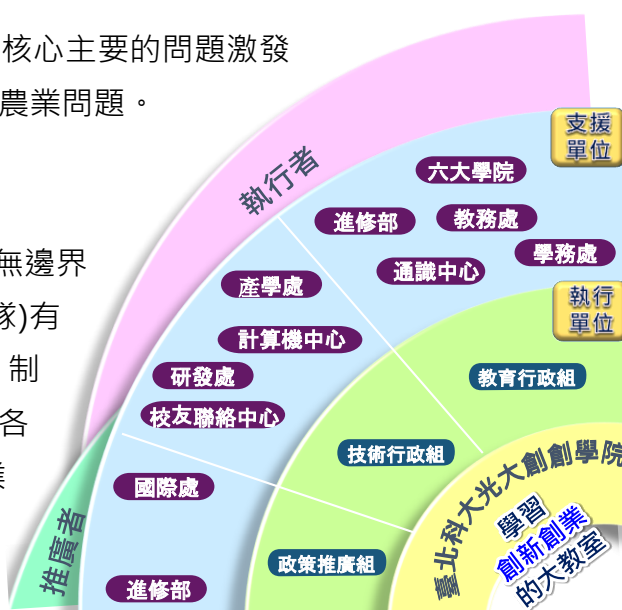 核心主要的問題激發
農業問題。
無邊界
隊)有
制
各
執行者
推廣者
支援
單位
六大學院
進修部
教務處
學務處
通識中心
產學處
計算機中心
研發處
校友聯絡中心
國際處
進修部
執行
單位
教育行政組
技術行政組
政策推廣組
臺北科大光大創創學院
學習
創新創業
的大教室